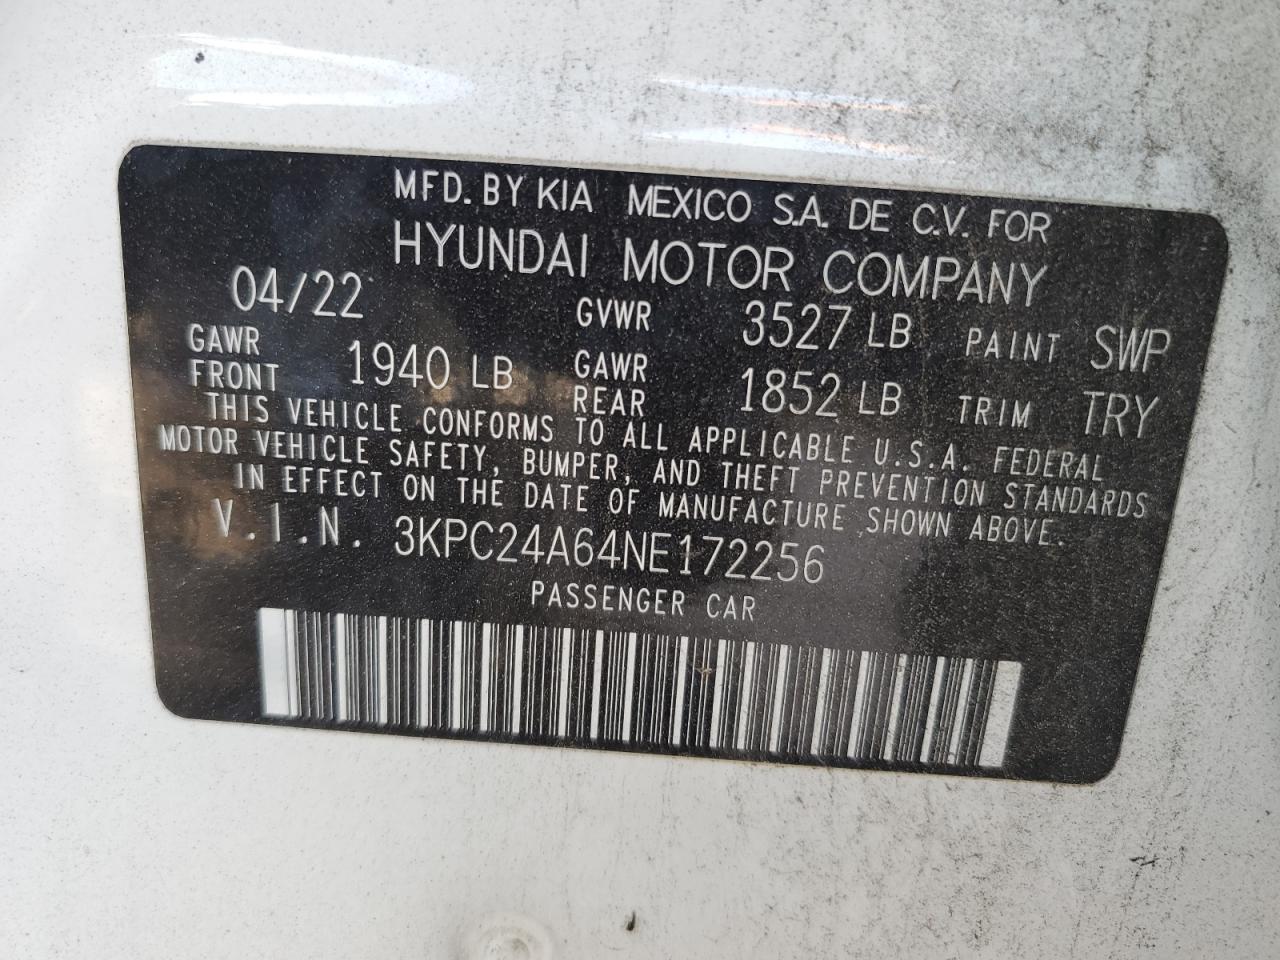 MFD. BY KIA MEXICO S.A. DE C.V. FOR
HYUNDAI MOTOR COMPANY
04/22 GVWR 3527 LB PAINT SWP
GAWR FRONT 1940 LB GAWR REAR 1852 LB TRIM TRY
THIS VEHICLE CONFORMS TO ALL APPLICABLE U.S.A. FEDERAL
MOTOR VEHICLE SAFETY, BUMPER, AND THEFT PREVENTION STANDARDS
IN EFFECT ON THE DATE OF MANUFACTURE SHOWN ABOVE.
V.I.N. 3KPC24A64NE172256
PASSENGER CAR